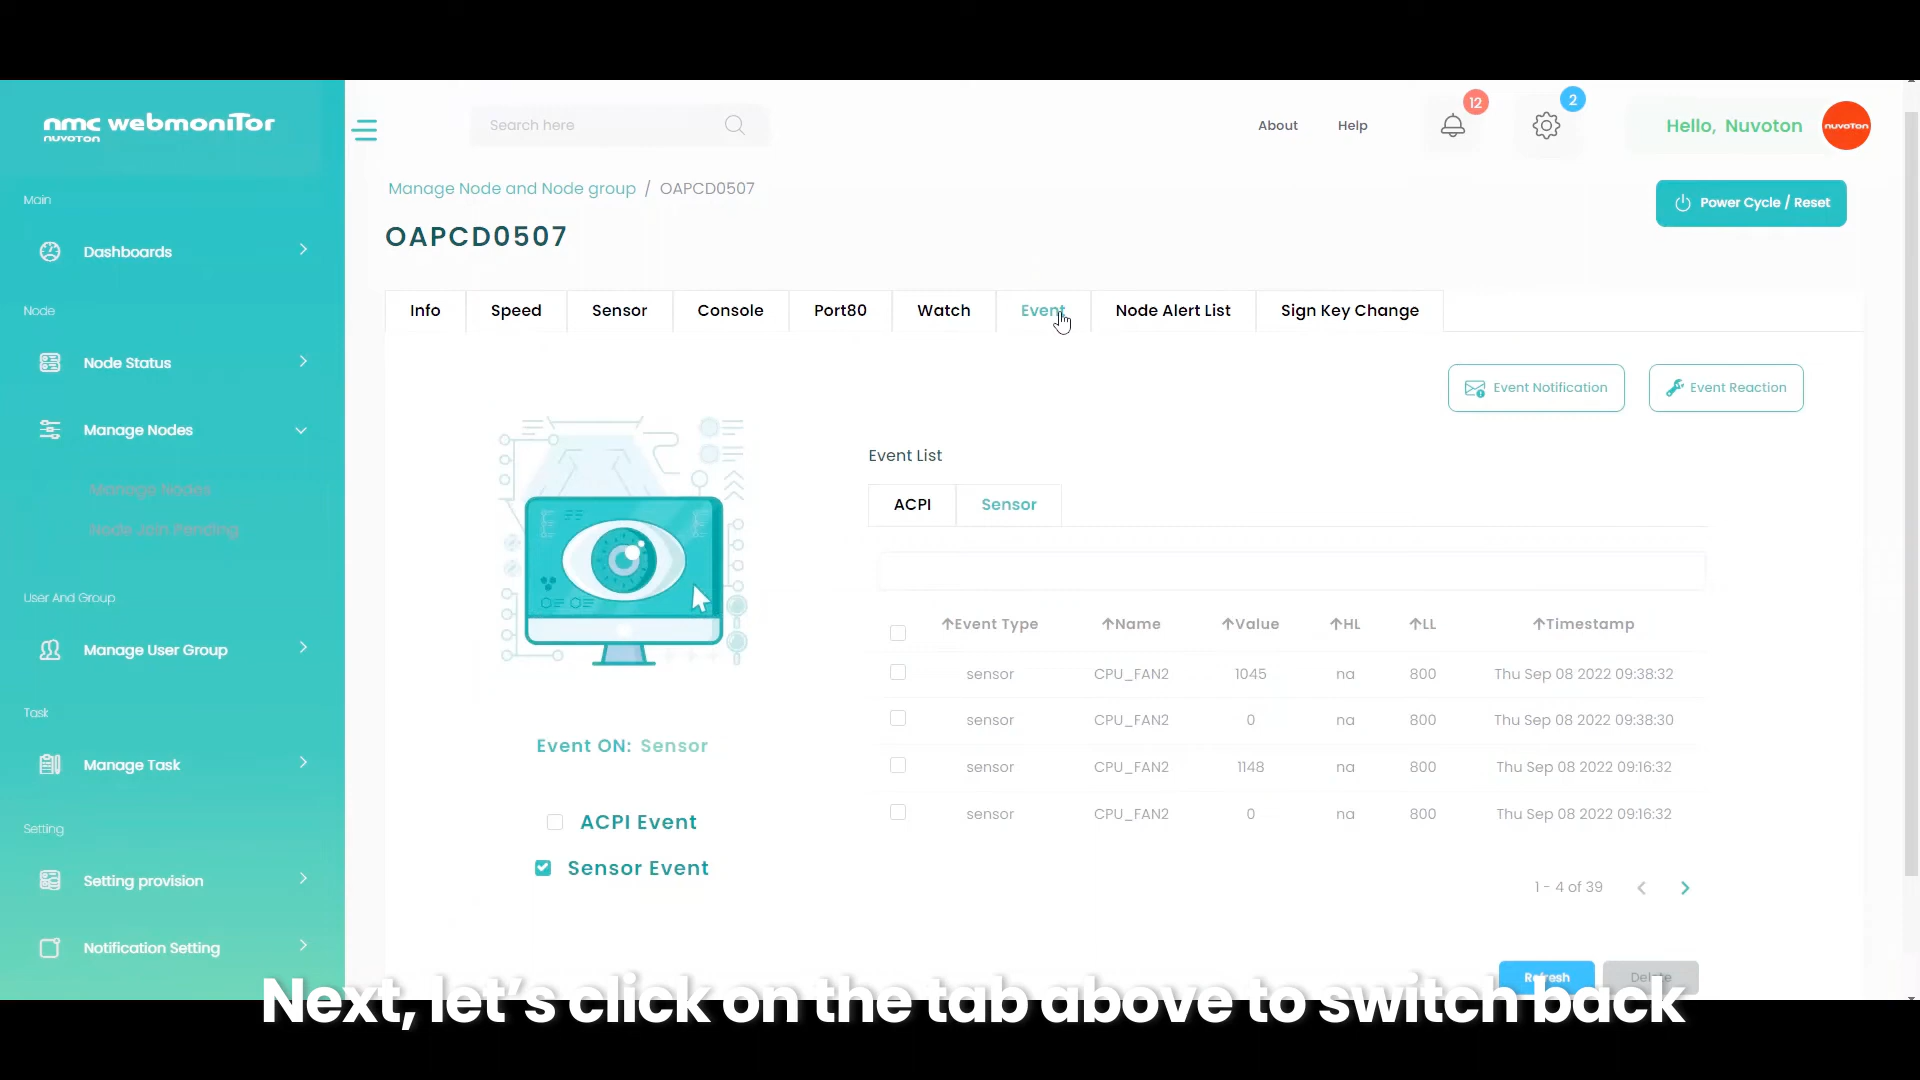 nmc webmonitor
nuvoton
Search here
About
Help
12
2
Hello, Nuvoton
nuvoton
Main
Dashboards
Node
Node Status
Manage Nodes
Manage Nodes
Node Join Pending
User And Group
Manage User Group
Task
Manage Task
Setting
Setting provision
Notification Setting
Manage Node and Node group / OAPCD0507
Power Cycle / Reset
OAPCD0507
Info Speed Sensor Console Port80 Watch Event Node Alert List Sign Key Change
Event Notification
Event Reaction
Event ON: Sensor
ACPI Event
Sensor Event
Event List
ACPI Sensor
↑Event Type ↑Name ↑Value ↑HL ↑LL ↑Timestamp
sensor CPU_FAN2 1045 na 800 Thu Sep 08 2022 09:38:32
sensor CPU_FAN2 0 na 800 Thu Sep 08 2022 09:38:30
sensor CPU_FAN2 1148 na 800 Thu Sep 08 2022 09:16:32
sensor CPU_FAN2 0 na 800 Thu Sep 08 2022 09:16:32
1 - 4 of 39
Refresh
Delete
Next, let’s click on the tab above to switch back